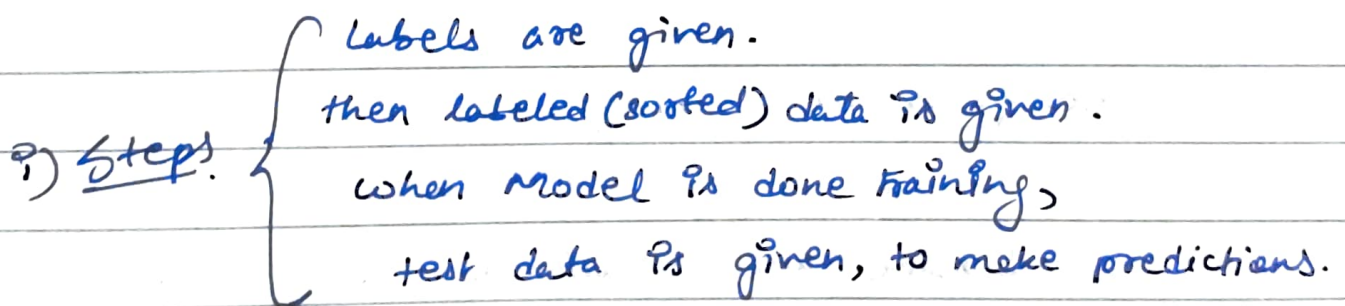 Labels are given.
then labeled (sorted) data is given.
i) Steps.
when Model is done training,
test data is given, to make predictions.